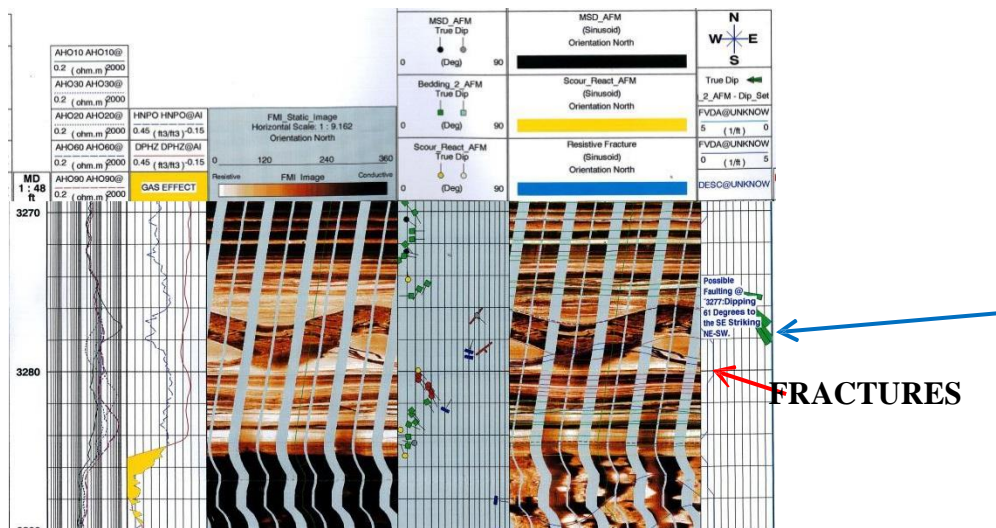 AHO10 AHO10@
0.2 ( ohm.m ) 2000
AHO30 AHO30@
0.2 ( ohm.m ) 2000
AHO20 AHO20@
0.2 ( ohm.m ) 2000
AHO60 AHO60@
0.2 ( ohm.m ) 2000
AHO90 AHO90@
0.2 ( ohm.m ) 2000
MD
1 : 48
ft
HNPO HNPO@AI
0.45 ( ft3/ft3 ) -0.15
DPHZ DPHZ@AI
0.45 ( ft3/ft3 ) -0.15
GAS EFFECT
FMI_Static_Image
Horizontal Scale: 1 : 9.162
Orientation North
0 120 240 360
Resistive FMI Image Conductive
MSD_AFM
True Dip
0 (Deg) 90
Bedding_2_AFM
True Dip
0 (Deg) 90
Scour_React_AFM
True Dip
0 (Deg) 90
MSD_AFM
(Sinusoid)
Orientation North
Scour_React_AFM
(Sinusoid)
Orientation North
Resistive Fracture
(Sinusoid)
Orientation North
N
W E
S
True Dip
_2_AFM - Dip_Set
FVDA@UNKNOW
5 (1/ft) 0
FVDA@UNKNOW
0 (1/ft) 5
DESC@UNKNOW
3270
Possible
Faulting @
~3277:Dipping
61 Degrees to
the SE Striking
NE-SW.
3280
FRACTURES